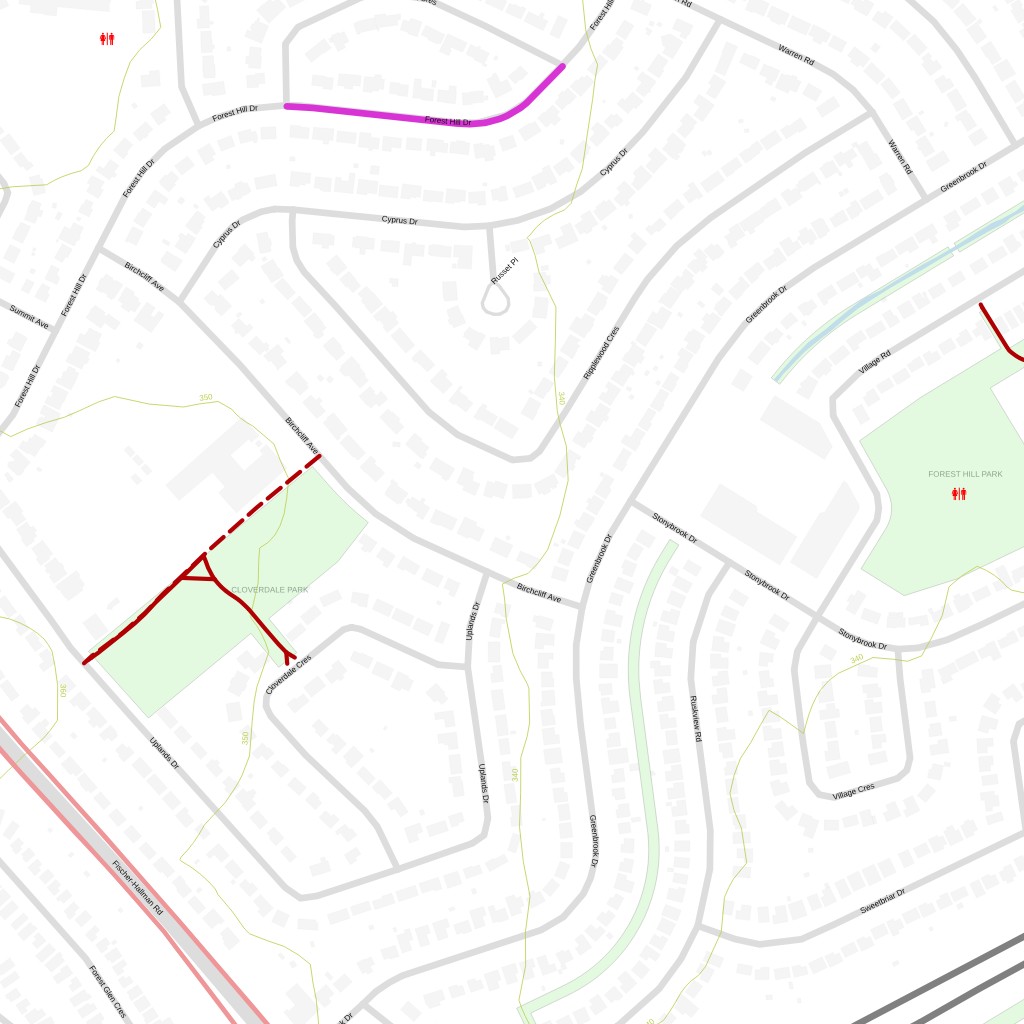 Forest Hill
n Rd
Warren Rd
Forest Hill Dr
Forest Hill Dr
Warren Rd
Forest Hill Dr
Cyprus Dr
Greenbrook Dr
Cyprus Dr
Cyprus Dr
Birchcliff Ave
Russet Pl
Forest Hill Dr
Greenbrook Dr
Summit Ave
Ripplewood Cres
Village Rd
Forest Hill Dr
350
340
Birchcliff Ave
FOREST HILL PARK
Stonybrook Dr
Greenbrook Dr
Stonybrook Dr
CLOVERDALE PARK
Birchcliff Ave
Uplands Dr
Stonybrook Dr
340
Cloverdale Cres
360
Ruskview Rd
350
Uplands Dr
340
Uplands Dr
Village Cres
Greenbrook Dr
Fischer-Hallman Rd
Sweetbriar Dr
Forest Glen Cres
k Dr